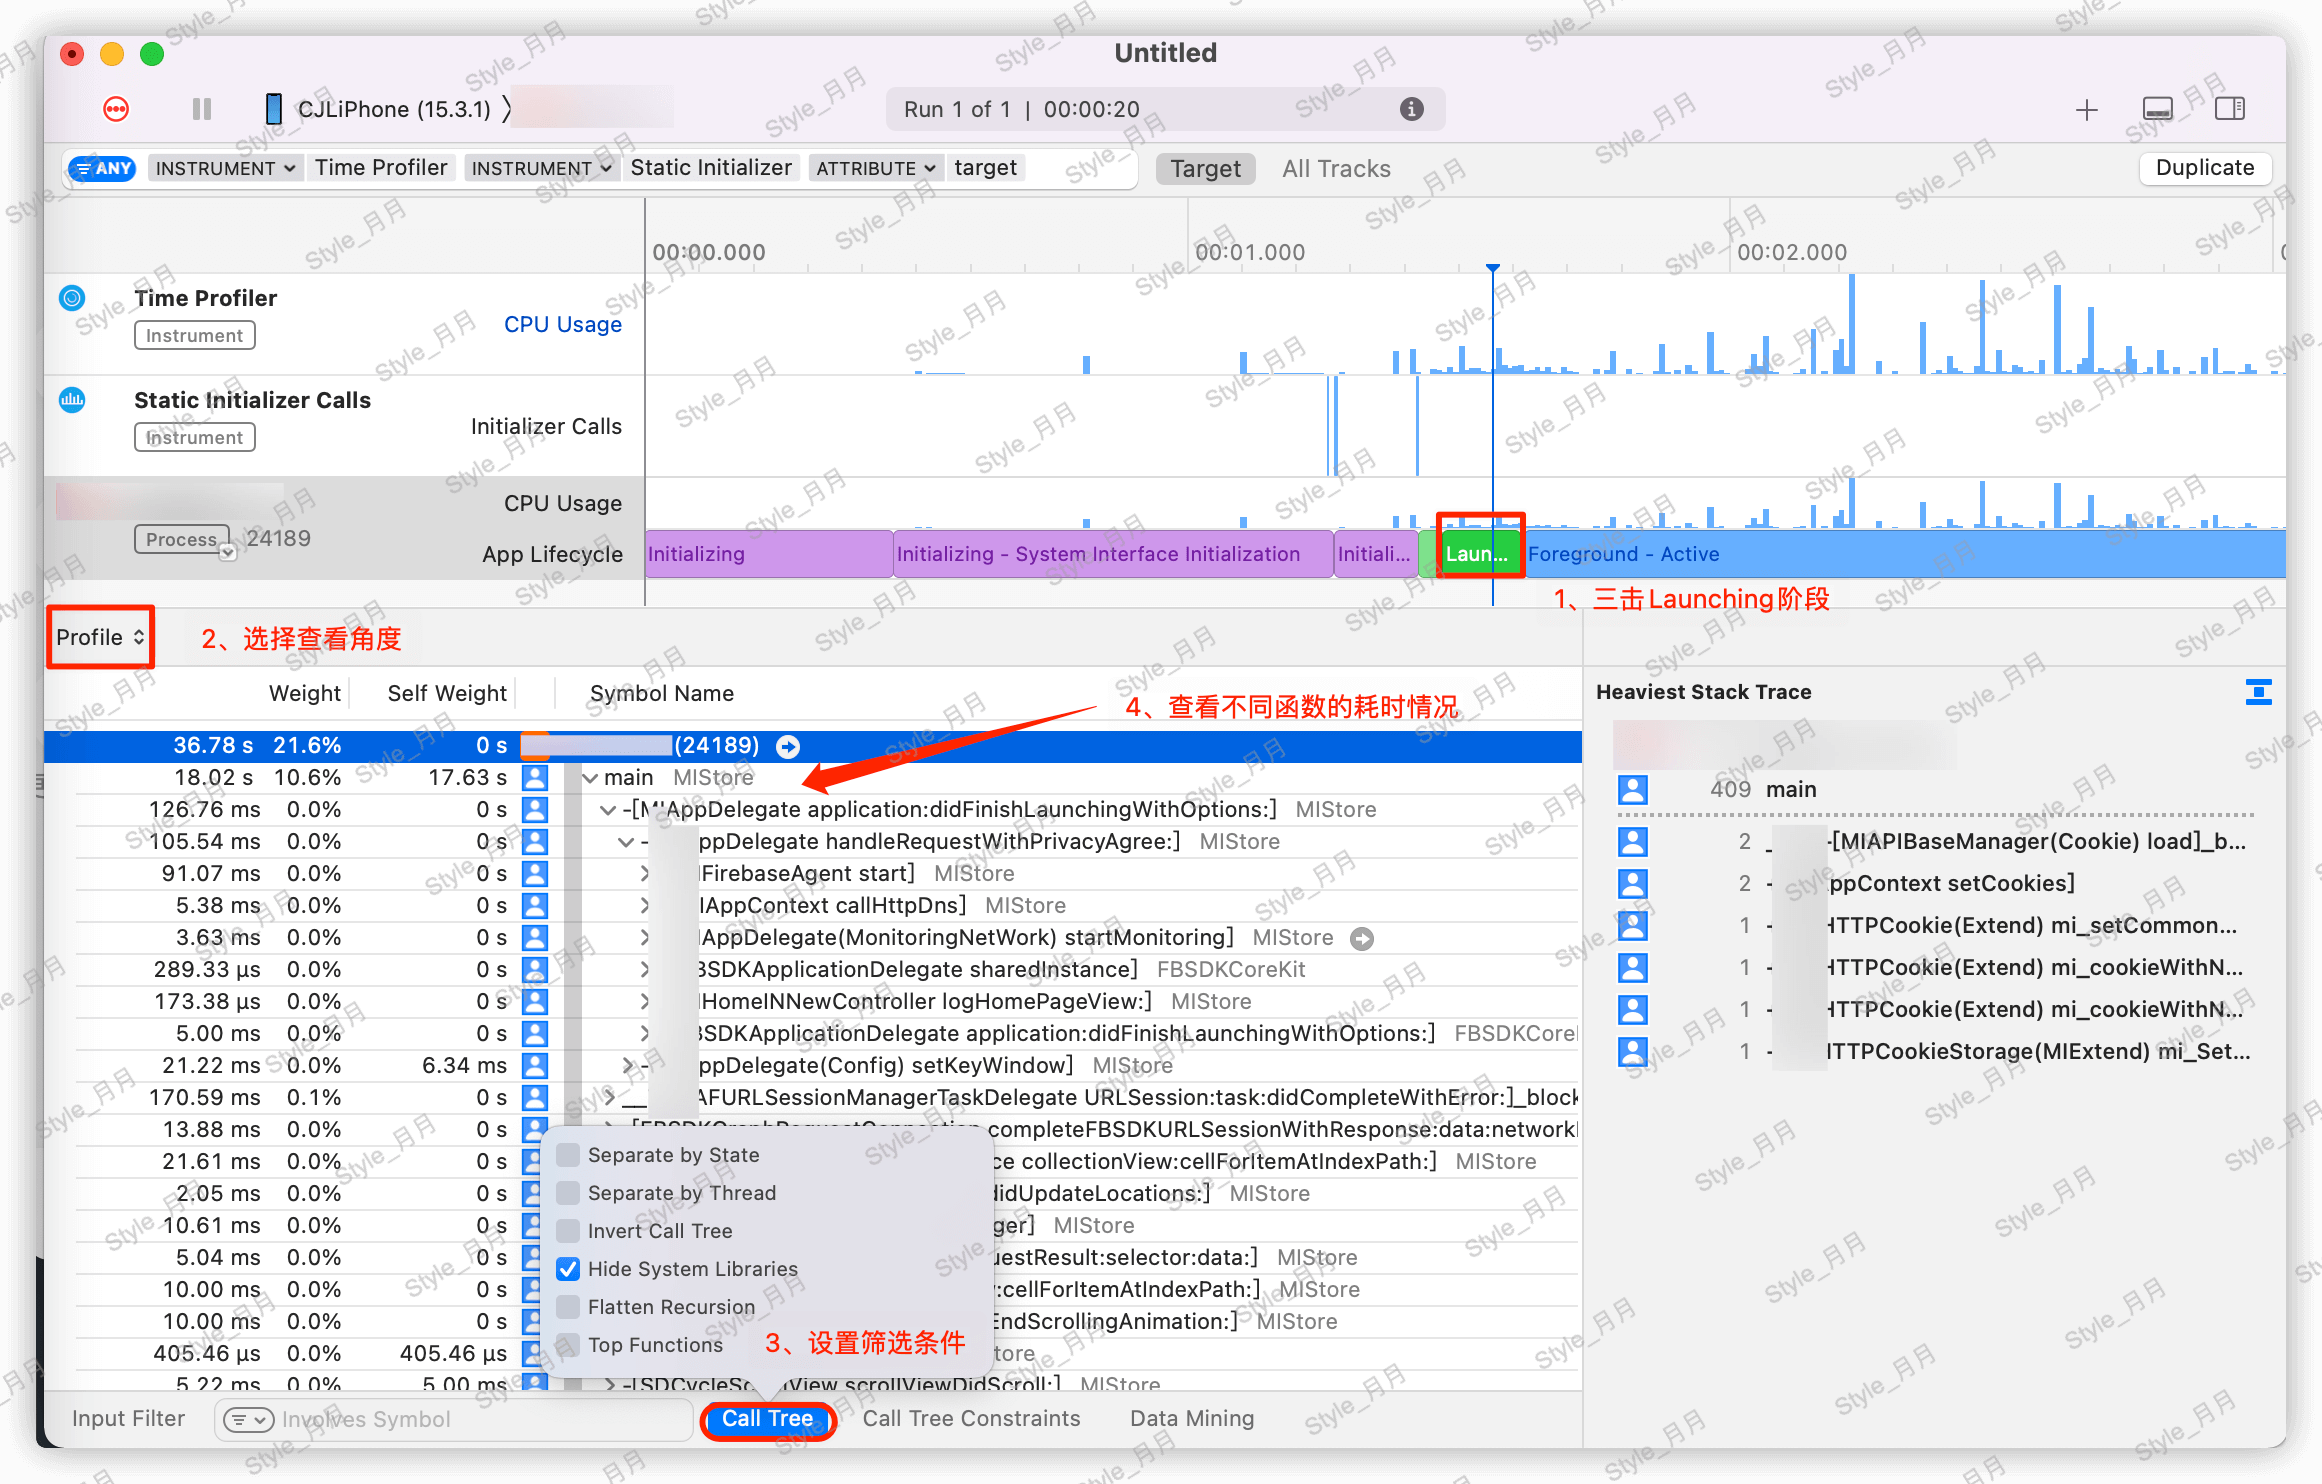 Untitled
CJLiPhone (15.3.1)
Run 1 of 1 | 00:00:20
ANY INSTRUMENT Time Profiler INSTRUMENT Static Initializer ATTRIBUTE target Target All Tracks Duplicate
00:00.000 00:01.000 00:02.000
Time Profiler
Instrument
CPU Usage
Static Initializer Calls
Instrument
Initializer Calls
CPU Usage
Process 24189
App Lifecycle
Initializing Initializing - System Interface Initialization Initiali... Laun... Foreground - Active
1、三击Launching阶段
Profile
2、选择查看角度
Weight Self Weight Symbol Name
4、查看不同函数的耗时情况
36.78 s 21.6% 0 s (24189)
18.02 s 10.6% 17.63 s main MIStore
126.76 ms 0.0% 0 s -[MIAppDelegate application:didFinishLaunchingWithOptions:] MIStore
105.54 ms 0.0% 0 s ppDelegate handleRequestWithPrivacyAgree:] MIStore
91.07 ms 0.0% 0 s FirebaseAgent start] MIStore
5.38 ms 0.0% 0 s IAppContext callHttpDns] MIStore
3.63 ms 0.0% 0 s AppDelegate(MonitoringNetWork) startMonitoring] MIStore
289.33 µs 0.0% 0 s BSDKApplicationDelegate sharedInstance] FBSDKCoreKit
173.38 µs 0.0% 0 s HomeINNewController logHomePageView:] MIStore
5.00 ms 0.0% 0 s BSDKApplicationDelegate application:didFinishLaunchingWithOptions:] FBSDKCorel
21.22 ms 0.0% 6.34 ms ppDelegate(Config) setKeyWindow] MIStore
170.59 ms 0.1% 0 s AFURLSessionManagerTaskDelegate URLSession:task:didCompleteWithError:]_block
13.88 ms 0.0% 0 s completeFBSDKURLSessionWithResponse:data:network
21.61 ms 0.0% 0 s ce collectionView:cellForItemAtIndexPath:] MIStore
2.05 ms 0.0% 0 s didUpdateLocations:] MIStore
10.61 ms 0.0% 0 s ger] MIStore
5.04 ms 0.0% 0 s uestResult:selector:data:] MIStore
10.00 ms 0.0% 0 s :cellForItemAtIndexPath:] MIStore
10.00 ms 0.0% 0 s EndScrollingAnimation:] MIStore
405.46 µs 0.0% 405.46 µs tore
5.22 ms 0.0% 5.00 ms -[SDCycleScrollView scrollViewDidScroll:] MIStore
Separate by State
Separate by Thread
Invert Call Tree
Hide System Libraries
Flatten Recursion
Top Functions
3、设置筛选条件
Input Filter Involves Symbol Call Tree Call Tree Constraints Data Mining
Heaviest Stack Trace
409 main
2 -[MIAPIBaseManager(Cookie) load]_b...
2 ppContext setCookies]
1 HTTPCookie(Extend) mi_setCommon...
1 HTTPCookie(Extend) mi_cookieWithN...
1 HTTPCookie(Extend) mi_cookieWithN...
1 HTTPCookieStorage(MIExtend) mi_Set...
Style_月月